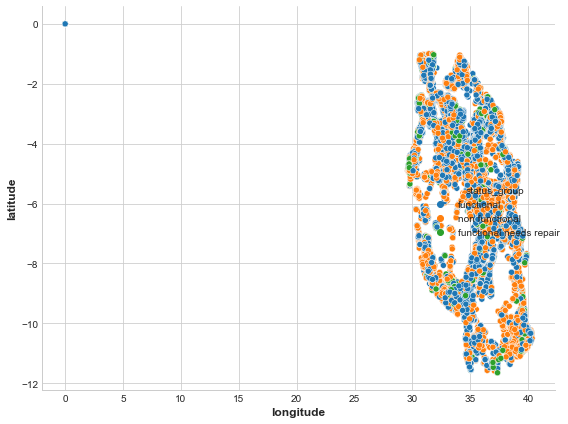 0
−2
−4
−6
−8
−10
−12
latitude
status_group
functional
non functional
functional needs repair
0 5 10 15 20 25 30 35 40
longitude